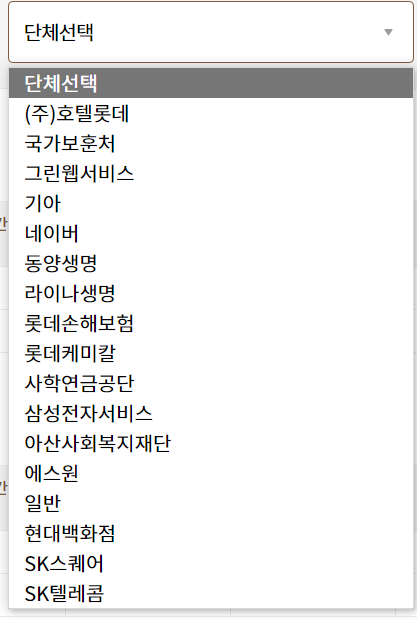 단체선택
단체선택
(주)호텔롯데
국가보훈처
그린웹서비스
기아
네이버
동양생명
라이나생명
롯데손해보험
롯데케미칼
사학연금공단
삼성전자서비스
아산사회복지재단
에스원
일반
현대백화점
SK스퀘어
SK텔레콤